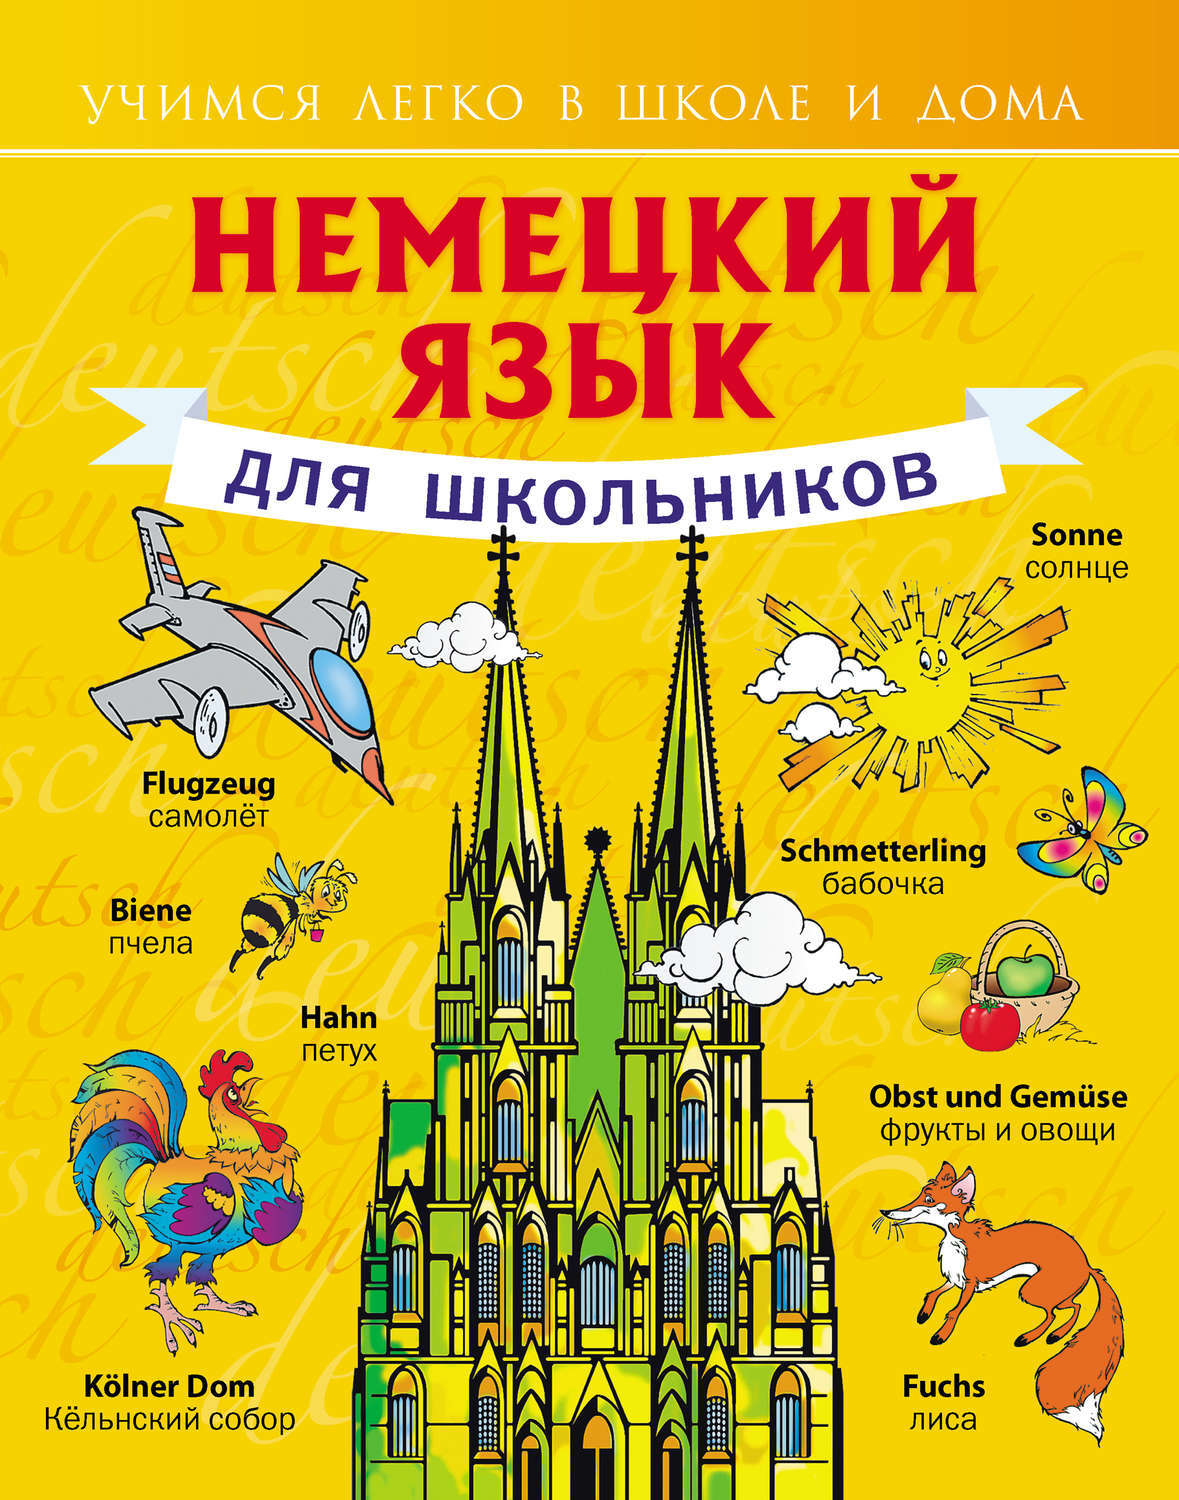 УЧИМСЯ ЛЕГКО В ШКОЛЕ И ДОМА
НЕМЕЦКИЙ
ЯЗЫК
ДЛЯ ШКОЛЬНИКОВ
Sonne
солнце
Flugzeug
самолёт
Schmetterling
бабочка
Biene
пчела
Hahn
петух
Obst und Gemüse
фрукты и овощи
Kölner Dom
Кёльнский собор
Fuchs
лиса